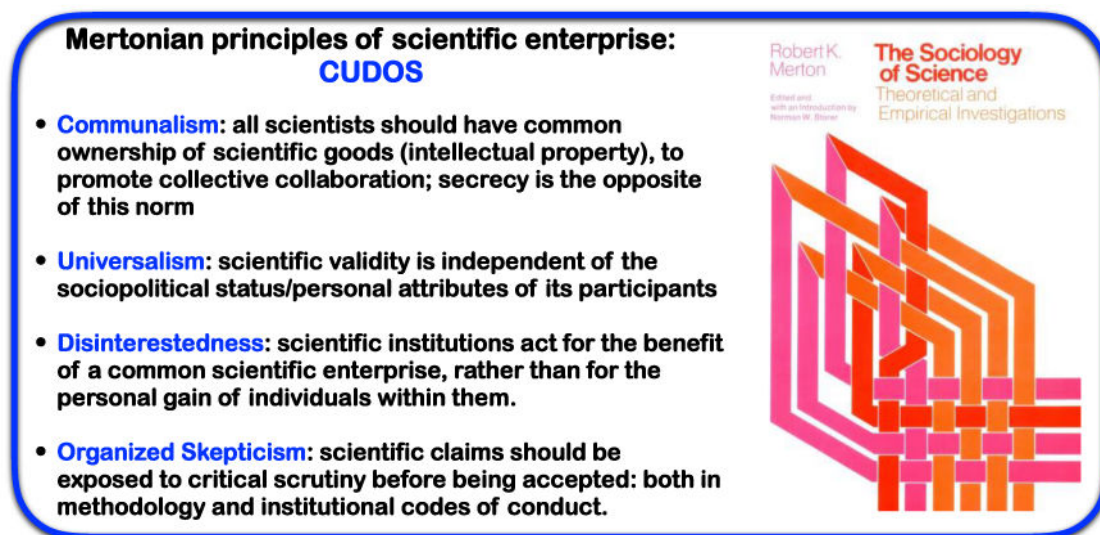 Mertonian principles of scientific enterprise:
CUDOS
• Communalism: all scientists should have common
ownership of scientific goods (intellectual property), to
promote collective collaboration; secrecy is the opposite
of this norm
• Universalism: scientific validity is independent of the
sociopolitical status/personal attributes of its participants
• Disinterestedness: scientific institutions act for the benefit
of a common scientific enterprise, rather than for the
personal gain of individuals within them.
• Organized Skepticism: scientific claims should be
exposed to critical scrutiny before being accepted: both in
methodology and institutional codes of conduct.
Robert K.
Merton
Edited and
with an Introduction by
Norman W. Storer
The Sociology
of Science
Theoretical and
Empirical Investigations